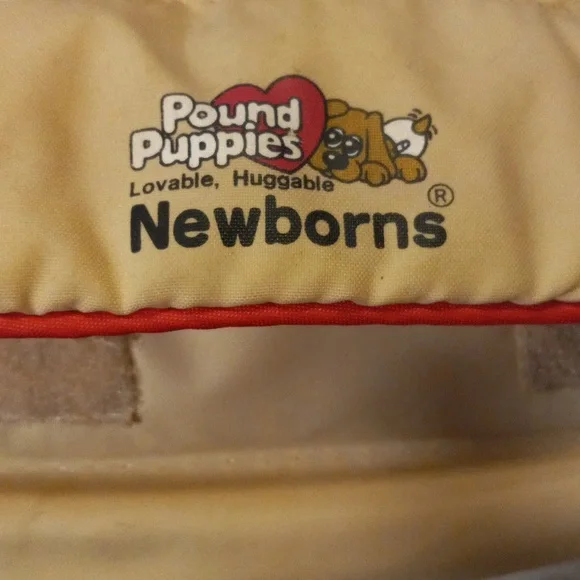 Pound
Puppies
Lovable, Huggable
Newborns®